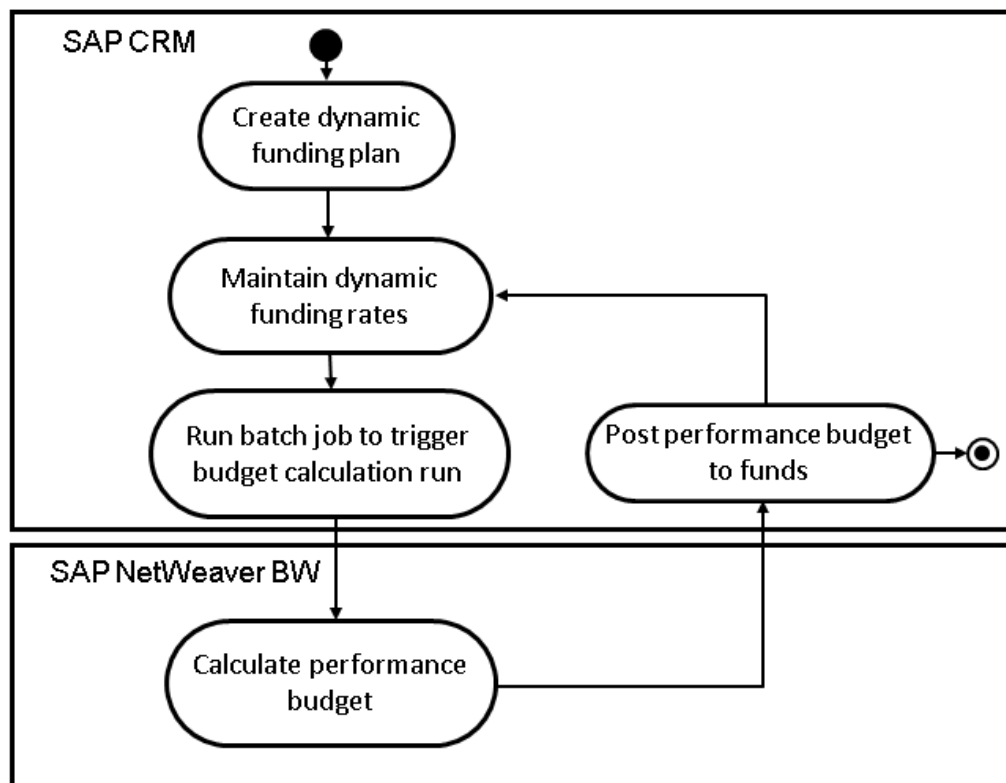 SAP CRM
Create dynamic
funding plan
Maintain dynamic
funding rates
Run batch job to trigger
budget calculation run
Post performance budget
to funds
SAP NetWeaver BW
Calculate performance
budget